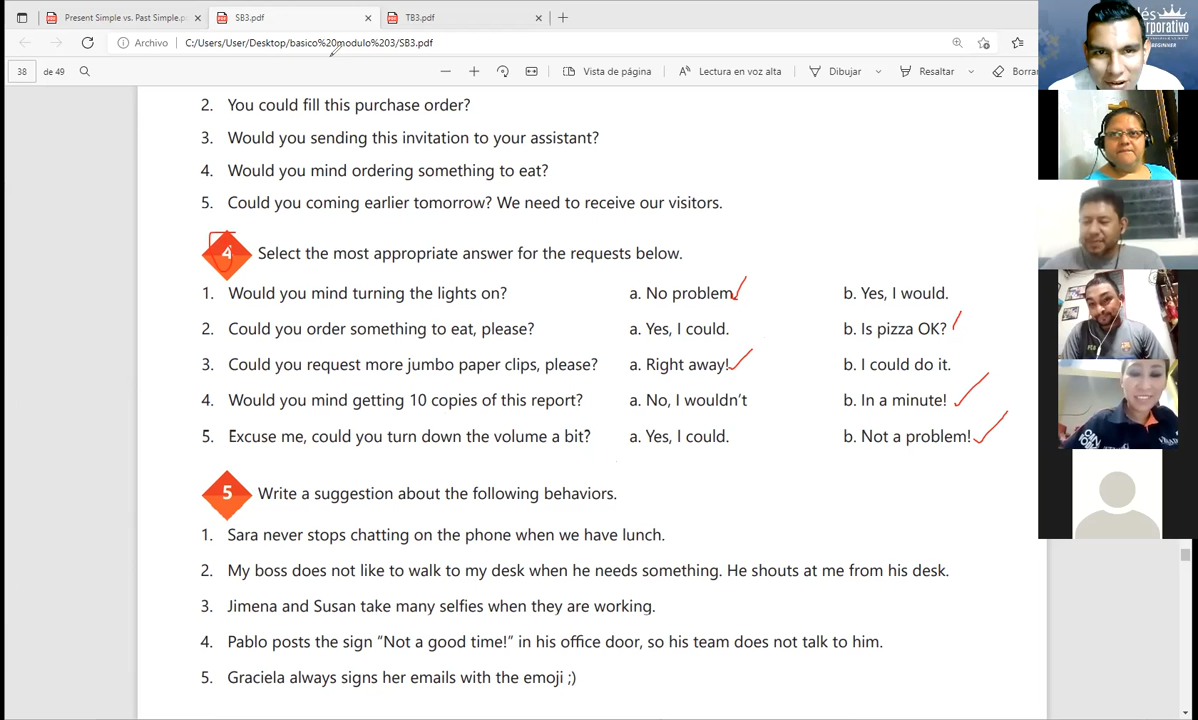 Present Simple vs. Past Simple.p
SB3.pdf
TB3.pdf
Archivo
C:/Users/User/Desktop/basico%20modulo%203/SB3.pdf
38
de 49
Vista de página
Lectura en voz alta
Dibujar
Resaltar
Borrar
2. You could fill this purchase order?
3. Would you sending this invitation to your assistant?
4. Would you mind ordering something to eat?
5. Could you coming earlier tomorrow? We need to receive our visitors.
4 Select the most appropriate answer for the requests below.
1. Would you mind turning the lights on? a. No problem b. Yes, I would.
2. Could you order something to eat, please? a. Yes, I could. b. Is pizza OK?
3. Could you request more jumbo paper clips, please? a. Right away! b. I could do it.
4. Would you mind getting 10 copies of this report? a. No, I wouldn't b. In a minute!
5. Excuse me, could you turn down the volume a bit? a. Yes, I could. b. Not a problem!
5 Write a suggestion about the following behaviors.
1. Sara never stops chatting on the phone when we have lunch.
2. My boss does not like to walk to my desk when he needs something. He shouts at me from his desk.
3. Jimena and Susan take many selfies when they are working.
4. Pablo posts the sign “Not a good time!” in his office door, so his team does not talk to him.
5. Graciela always signs her emails with the emoji ;)